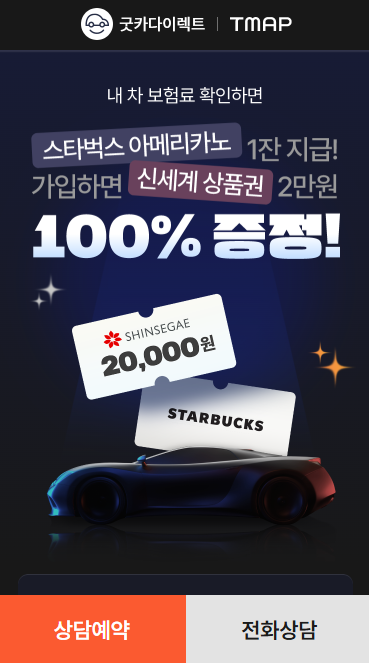 굿카다이렉트 | TMAP
내 차 보험료 확인하면
스타벅스 아메리카노 1잔 지급!
가입하면 신세계 상품권 2만원
100% 증정!
SHINSEGAE
20,000원
STARBUCKS
상담예약 전화상담